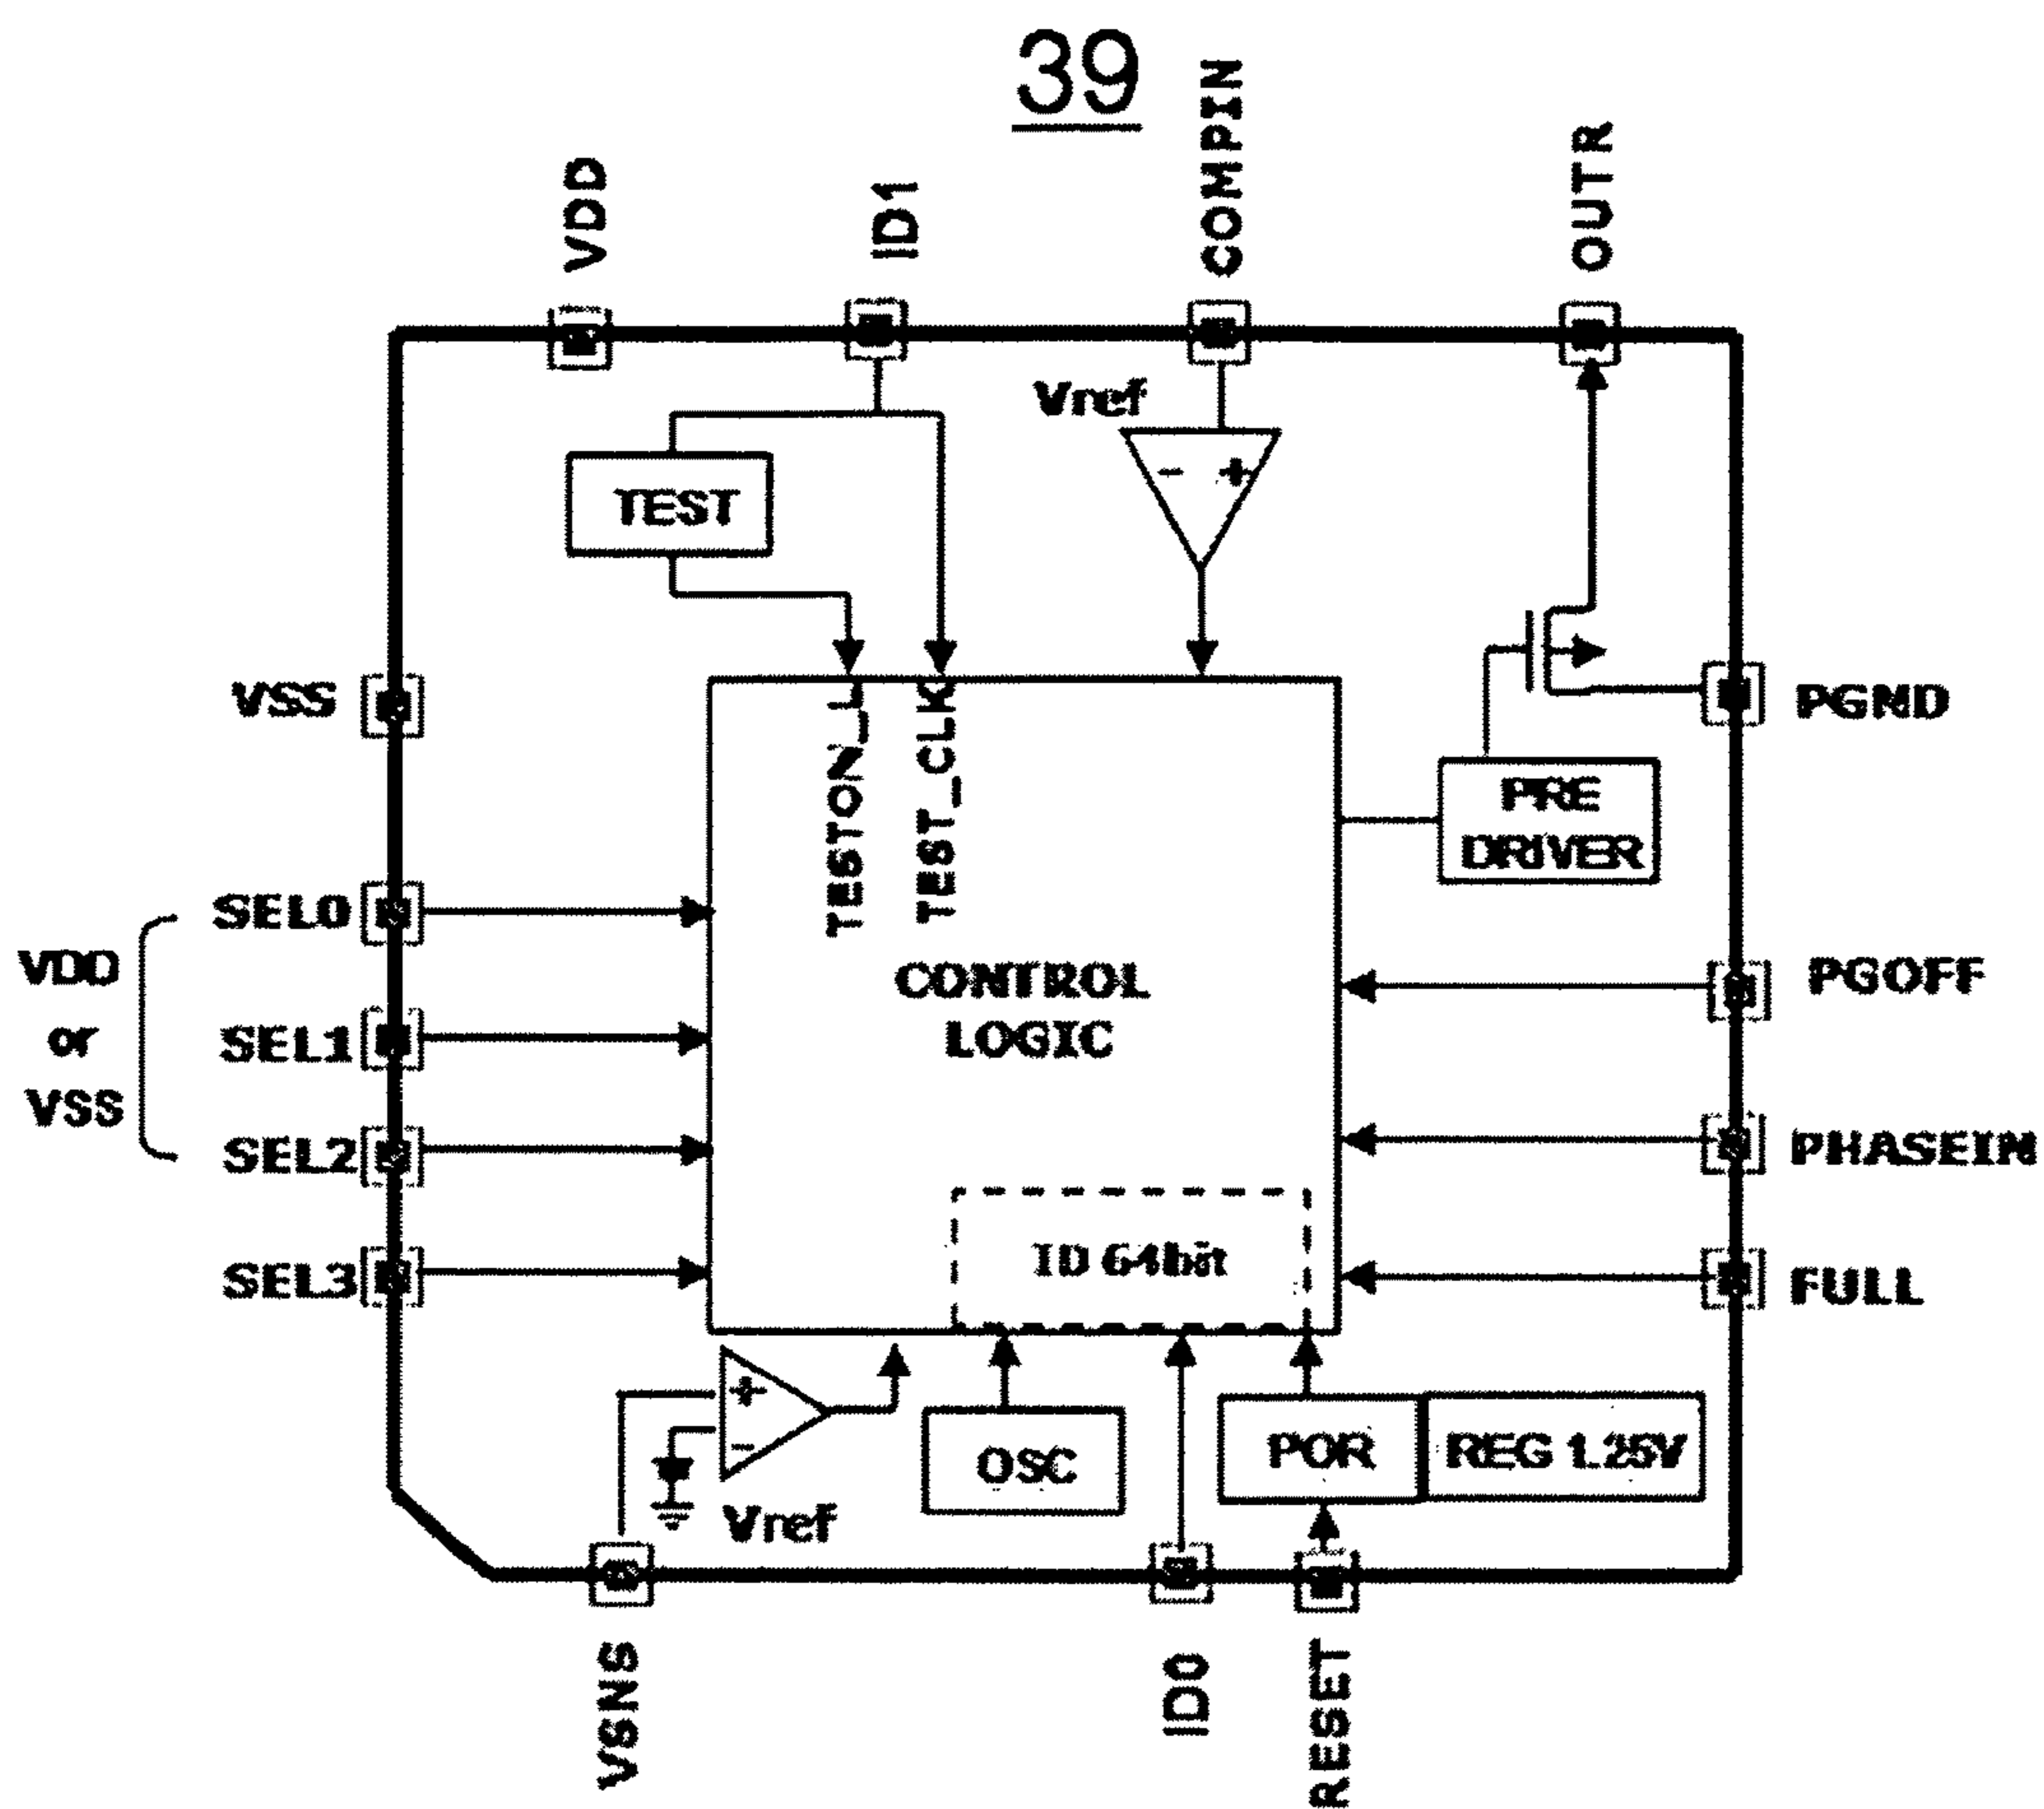 39
VDD
ID1
COMPIN
OUTR
Vref
- +
TEST
VSS
PGND
TESTON_L
TEST_CLK
PRE
DRIVER
SEL0
VDD
or
VSS
SEL1
SEL2
SEL3
CONTROL
LOGIC
PGOFF
PHASEIN
FULL
ID 64bit
+
-
Vref
OSC
POR
REG 1.25V
VSNS
ID0
RESET